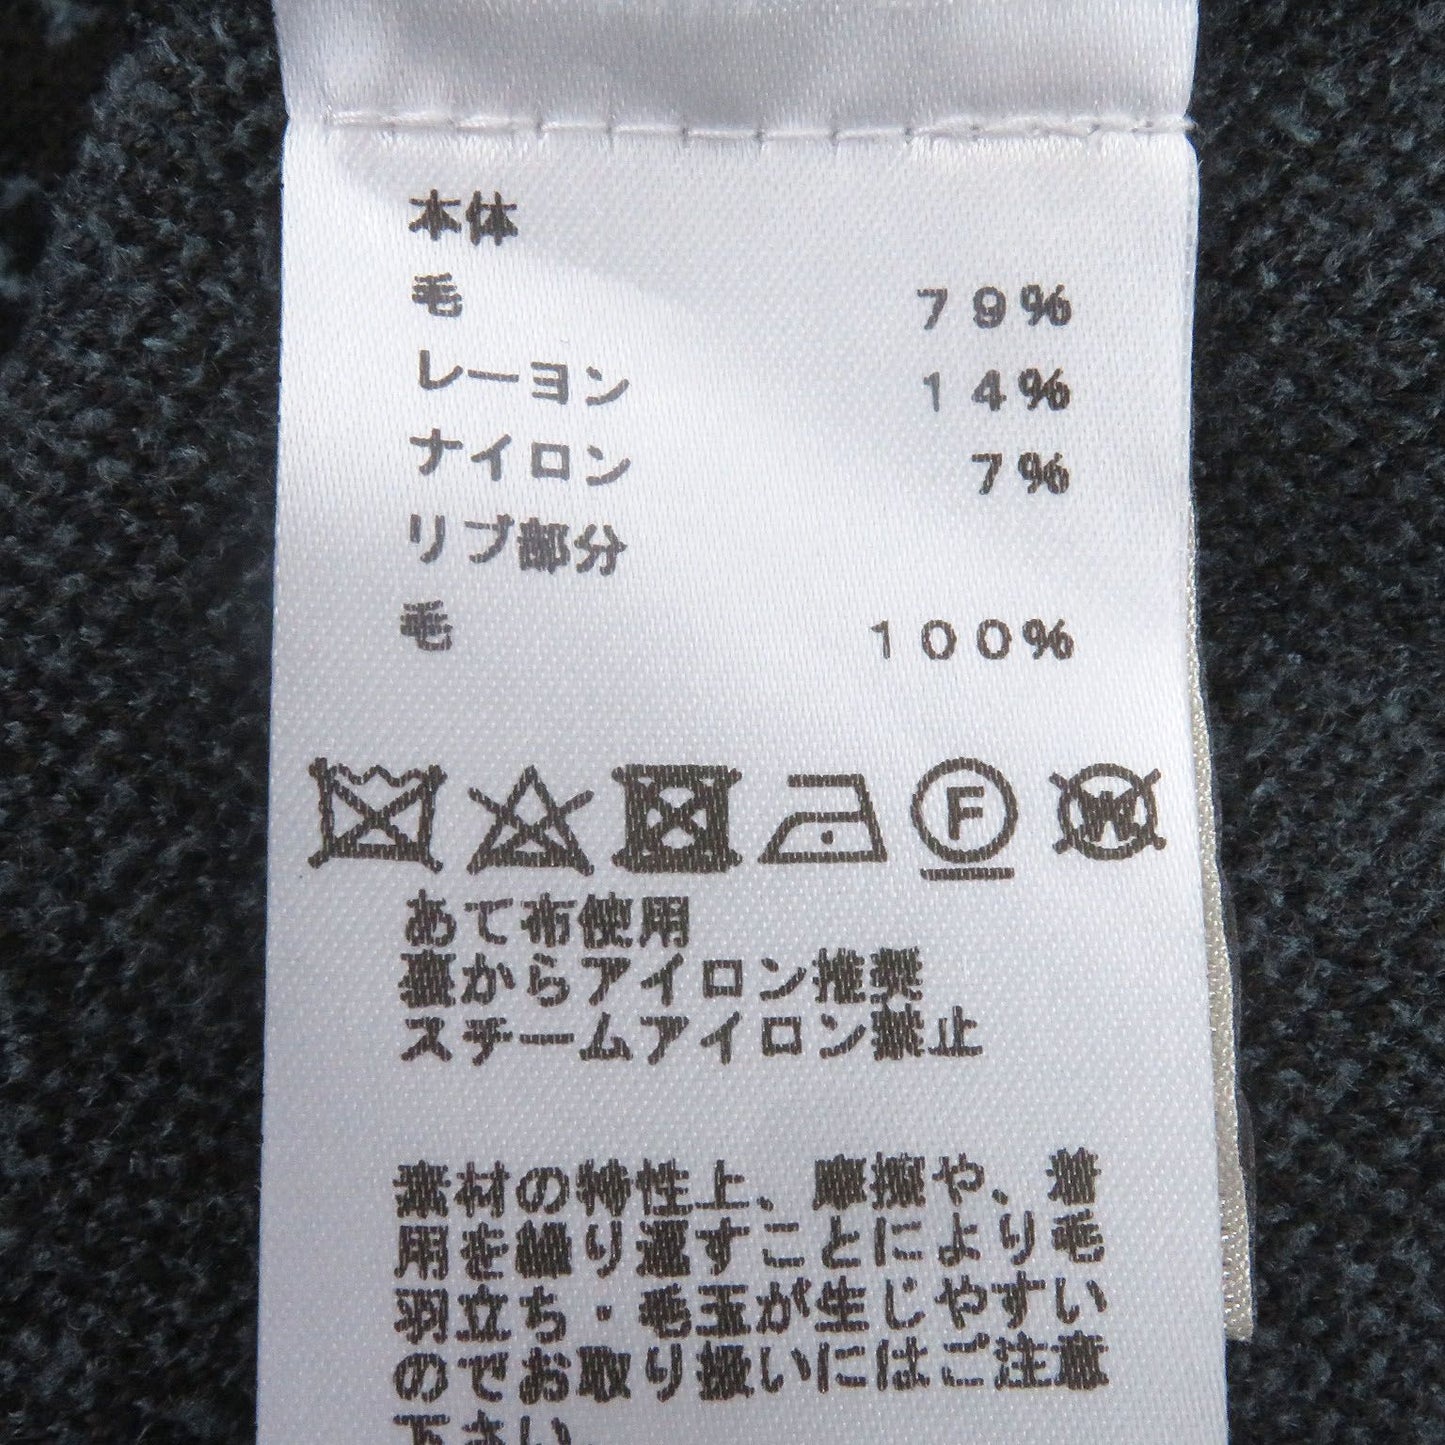 本体
毛 79%
レーヨン 14%
ナイロン 7%
リブ部分
毛 100%
F W
あて布使用
裏からアイロン推奨
スチームアイロン禁止
素材の特性上、摩擦や、着
用を繰り返すことにより毛
羽立ち・毛玉が生じやすい
のでお取り扱いにはご注意
下さい。